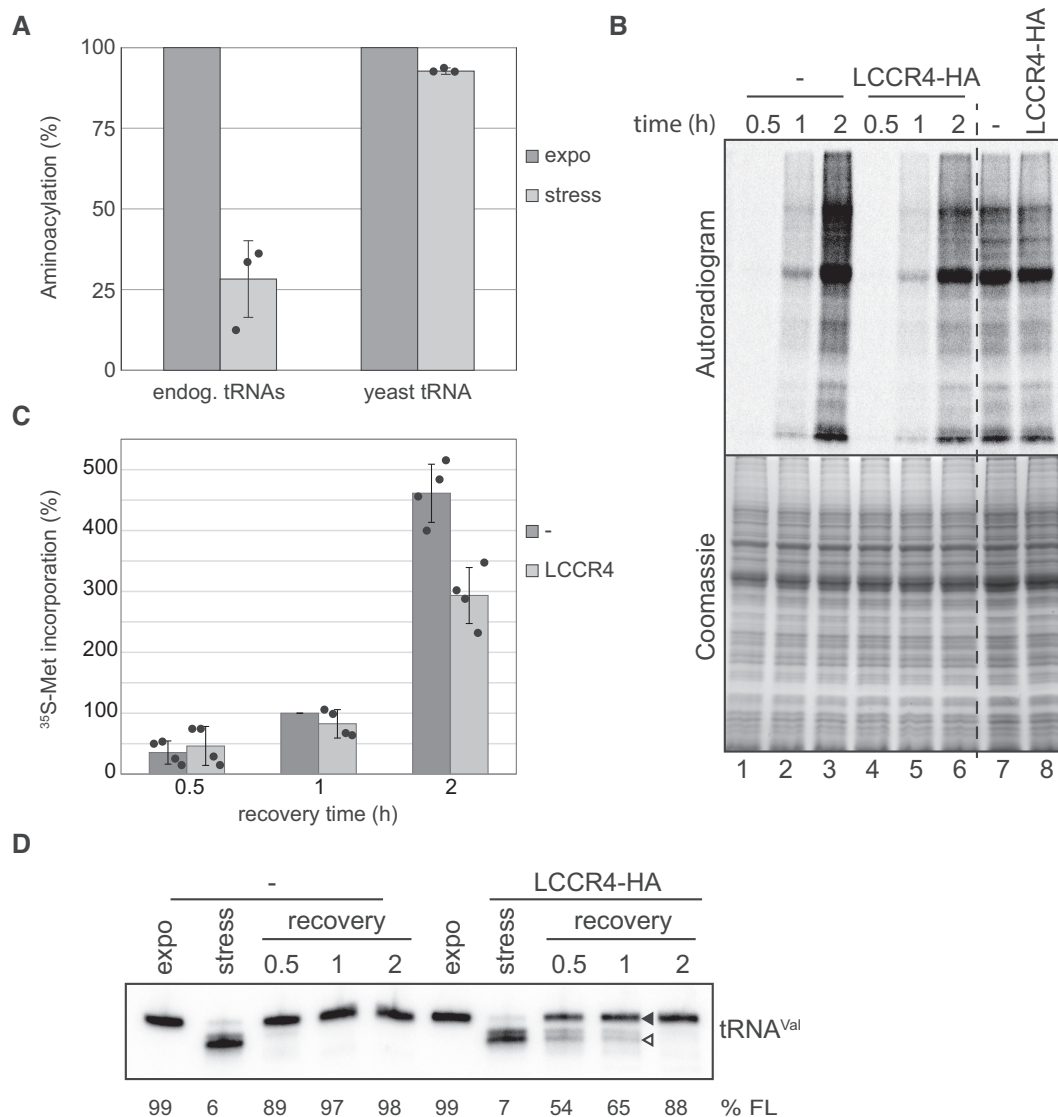 A
Aminoacylation (%)
100
75
50
25
0
endog. tRNAs
yeast tRNA
expo
stress
B
-
LCCR4-HA
-
LCCR4-HA
time (h)
0.5 1 2 0.5 1 2
Autoradiogram
Coomassie
1 2 3 4 5 6 7 8
C
³⁵S-Met incorporation (%)
500
450
300
200
100
0
0.5 1 2
recovery time (h)
-
LCCR4
D
-
LCCR4-HA
expo stress recovery expo stress recovery
0.5 1 2 0.5 1 2
tRNAᵛᵃˡ
99 6 89 97 98 99 7 54 65 88 % FL